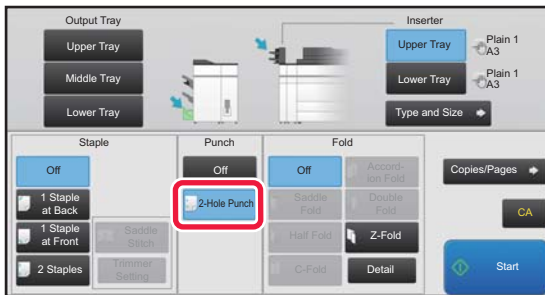 Output Tray
Inserter
Upper Tray
Middle Tray
Lower Tray
Upper Tray
Plain 1
A3
Lower Tray
Plain 1
A3
Type and Size
Staple
Punch
Fold
Off
1 Staple
at Back
1 Staple
at Front
2 Staples
Saddle
Stitch
Trimmer
Setting
Off
2-Hole Punch
Off
Accord-
ion Fold
Saddle
Fold
Double
Fold
Half Fold
Z-Fold
C-Fold
Detail
Copies/Pages
CA
Start